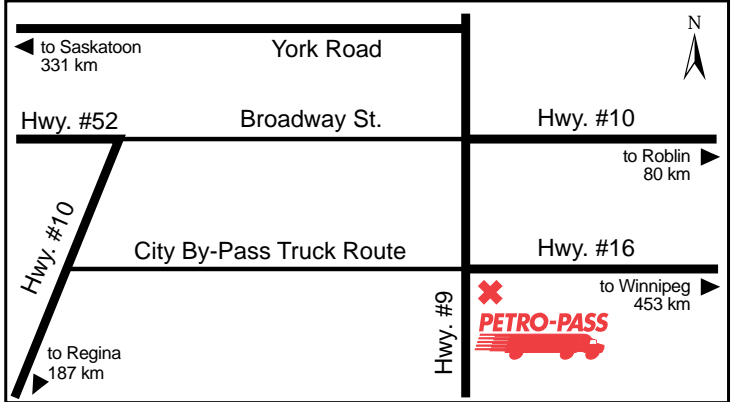 N
to Saskatoon
331 km
York Road
Hwy. #52
Broadway St.
Hwy. #10
to Roblin
80 km
Hwy. #10
City By-Pass Truck Route
Hwy. #16
to Winnipeg
453 km
Hwy. #9
PETRO-PASS
to Regina
187 km